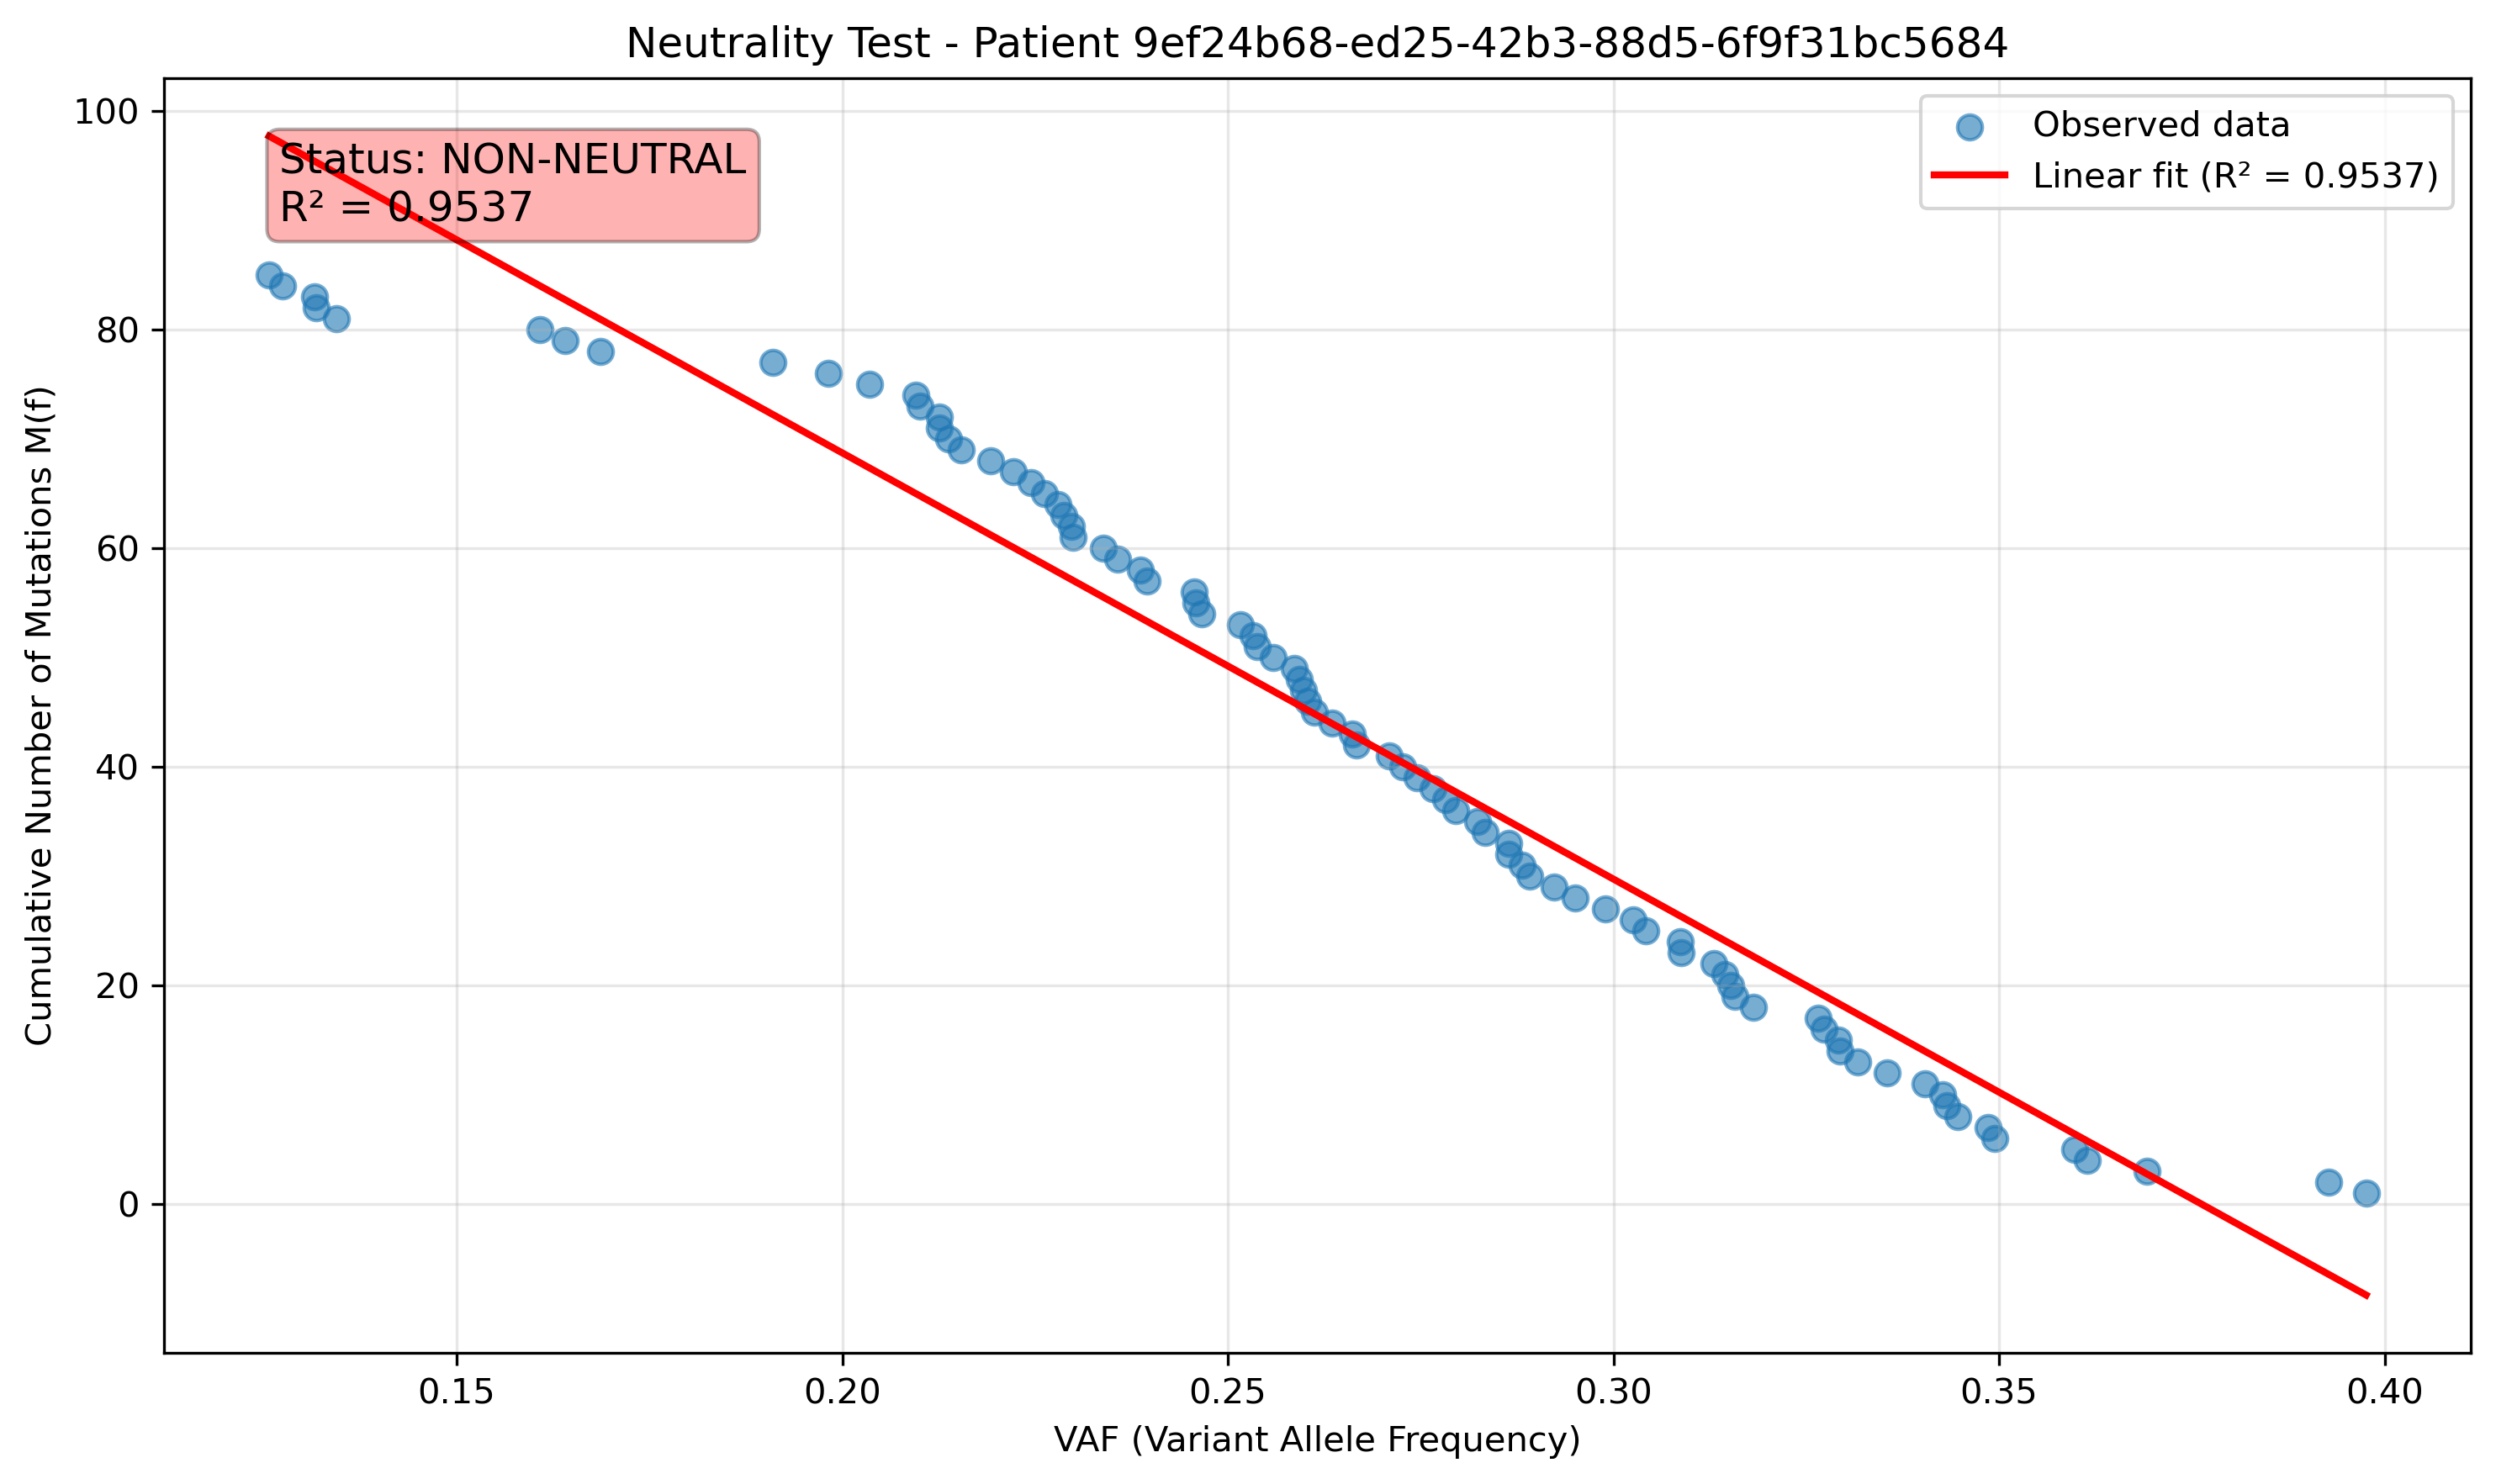 Neutrality Test - Patient 9ef24b68-ed25-42b3-88d5-6f9f31bc5684
Status: NON-NEUTRAL
R² = 0.9537
Observed data
Linear fit (R² = 0.9537)
Cumulative Number of Mutations M(f)
100
80
60
40
20
0
0.15
0.20
0.25
0.30
0.35
0.40
VAF (Variant Allele Frequency)